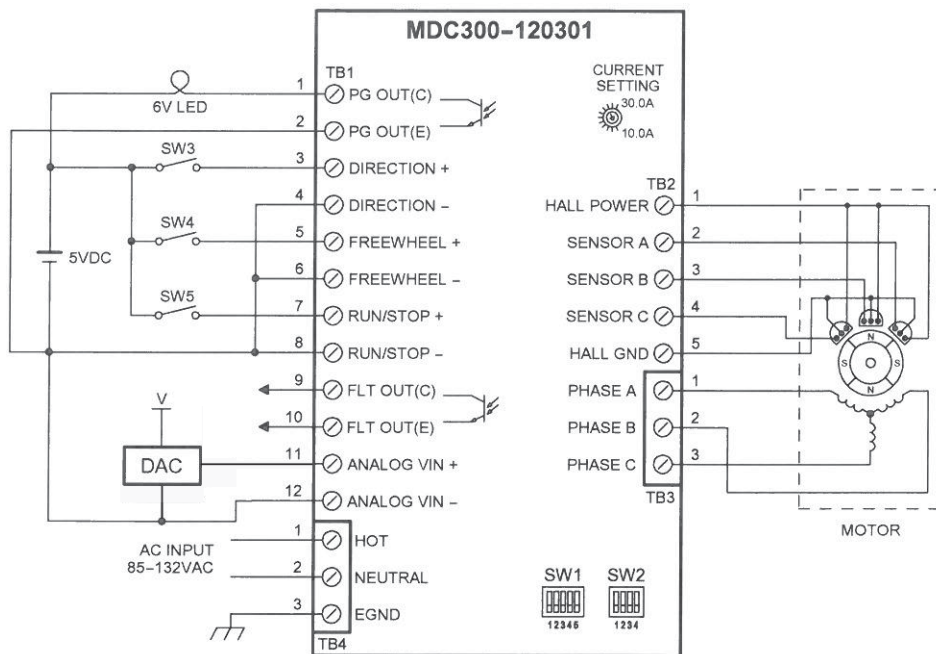 MDC300-120301
TB1
CURRENT
SETTING
30.0A
10.0A
6V LED
1 PG OUT(C)
2 PG OUT(E)
SW3
3 DIRECTION +
4 DIRECTION −
SW4
5 FREEWHEEL +
5VDC
6 FREEWHEEL −
SW5
7 RUN/STOP +
8 RUN/STOP −
9 FLT OUT(C)
10 FLT OUT(E)
V
DAC
11 ANALOG VIN +
12 ANALOG VIN −
AC INPUT
85-132VAC
1 HOT
2 NEUTRAL
3 EGND
TB4
TB2
HALL POWER 1
SENSOR A 2
SENSOR B 3
SENSOR C 4
HALL GND 5
PHASE A 1
PHASE B 2
PHASE C 3
TB3
N
S S
N
MOTOR
SW1 SW2
12345 1234